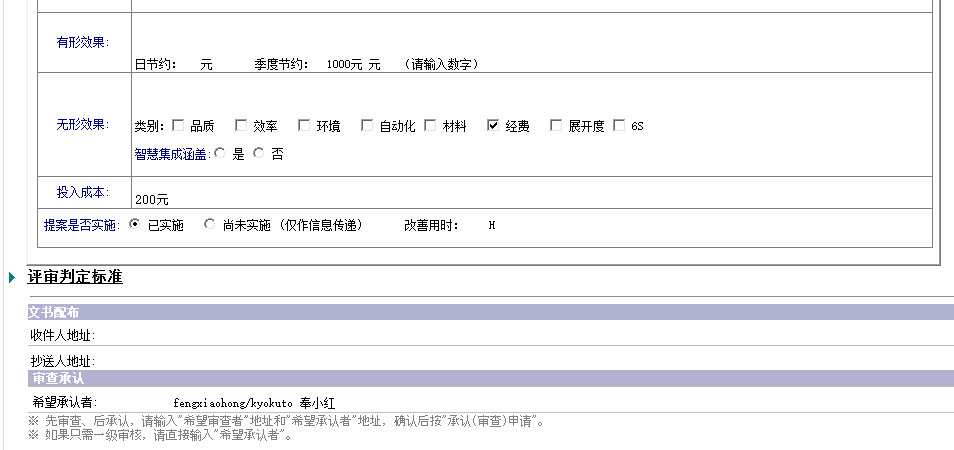 有形效果:
日节约: 元 季度节约: 1000元 元 (请输入数字)
无形效果:
类别: 品质 效率 环境 自动化 材料 经费 展开度 6S
智慧集成涵盖: 是 否
投入成本:
200元
提案是否实施: 已实施 尚未实施 (仅作信息传递) 改善用时: H
评审判定标准
文书配布
收件人地址:
抄送人地址:
审查承认
希望承认者: fengxiaohong/kyokuto 奉小红
※ 先审查、后承认,请输入"希望审查者"地址和"希望承认者"地址,确认后按"承认(审查)申请"。
※ 如果只需一级审核,请直接输入"希望承认者"。